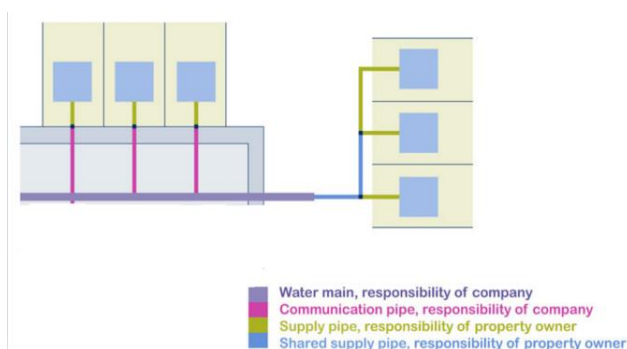 Water main, responsibility of company
Communication pipe, responsibility of company
Supply pipe, responsibility of property owner
Shared supply pipe, responsibility of property owner